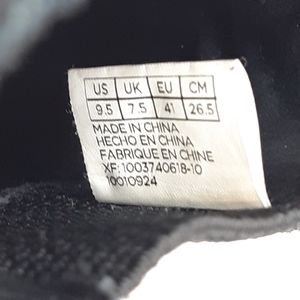 US UK EU CM
9.5 7.5 41 26.5
MADE IN CHINA
HECHO EN CHINA
FABRIQUE EN CHINE
XF: 1003740618-10
10010924